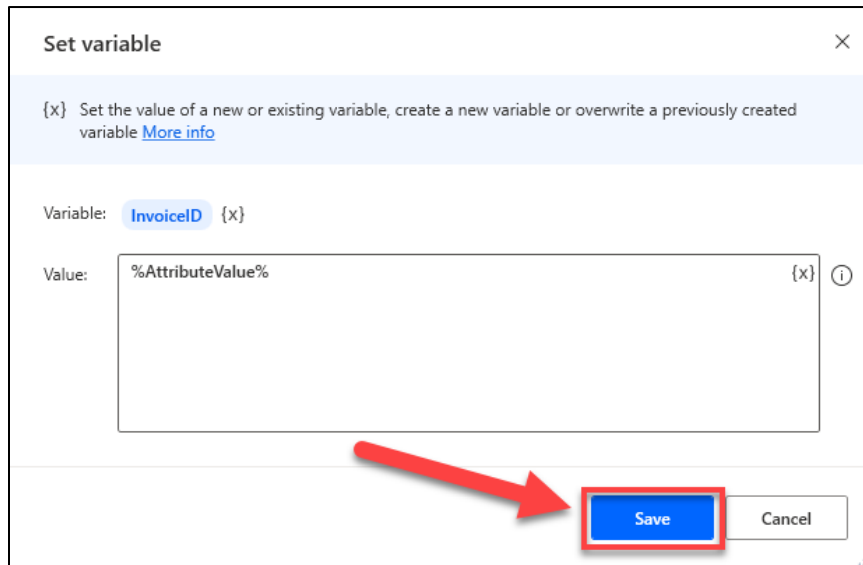 Set variable
{x} Set the value of a new or existing variable, create a new variable or overwrite a previously created
variable More info
Variable: InvoiceID {x}
Value: %AttributeValue% {x}
Save Cancel